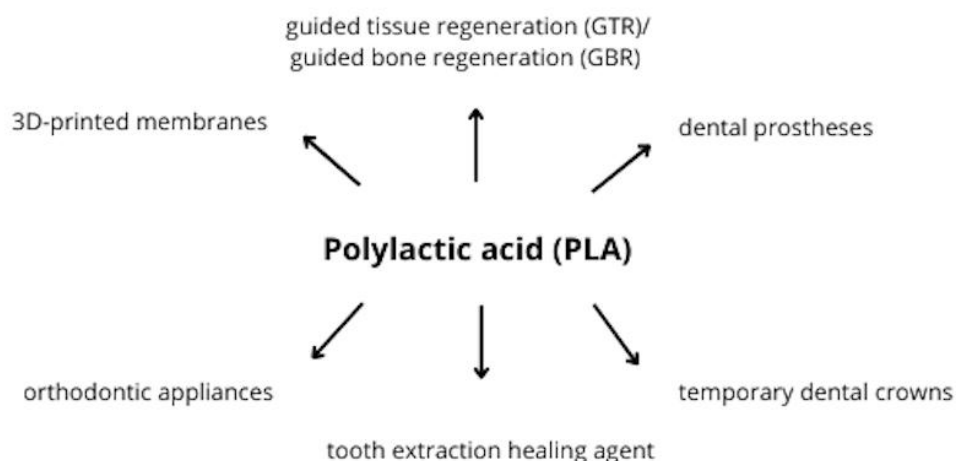 guided tissue regeneration (GTR)/
guided bone regeneration (GBR)
3D-printed membranes
dental prostheses
Polylactic acid (PLA)
orthodontic appliances
temporary dental crowns
tooth extraction healing agent